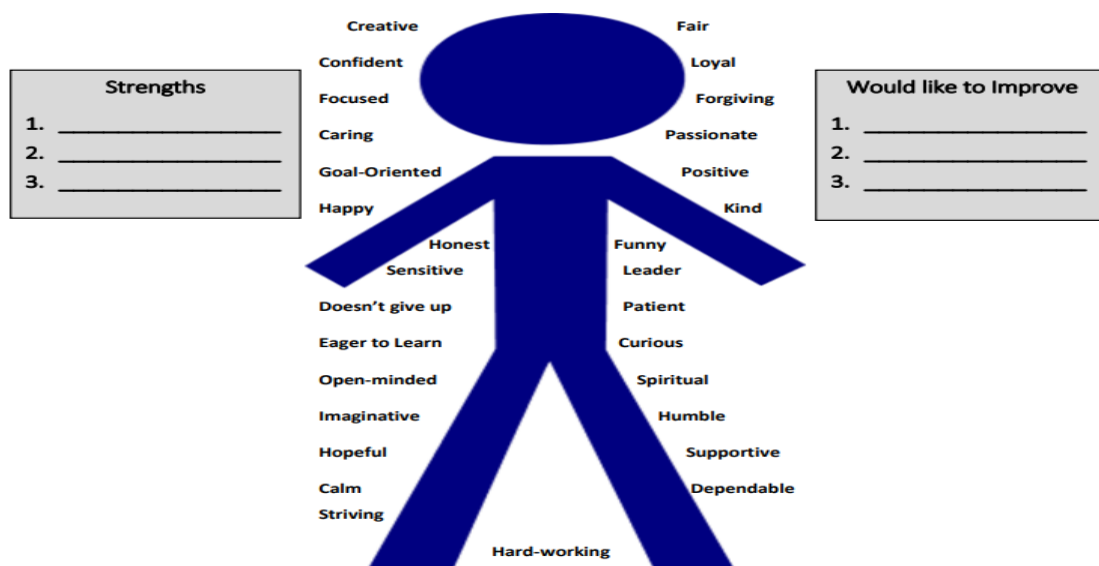 Strengths
1. ____________________
2. ____________________
3. ____________________
Creative
Confident
Focused
Caring
Goal-Oriented
Happy
Honest
Sensitive
Doesn’t give up
Eager to Learn
Open-minded
Imaginative
Hopeful
Calm
Striving
Hard-working
Fair
Loyal
Forgiving
Passionate
Positive
Kind
Funny
Leader
Patient
Curious
Spiritual
Humble
Supportive
Dependable
Would like to Improve
1. ____________________
2. ____________________
3. ____________________